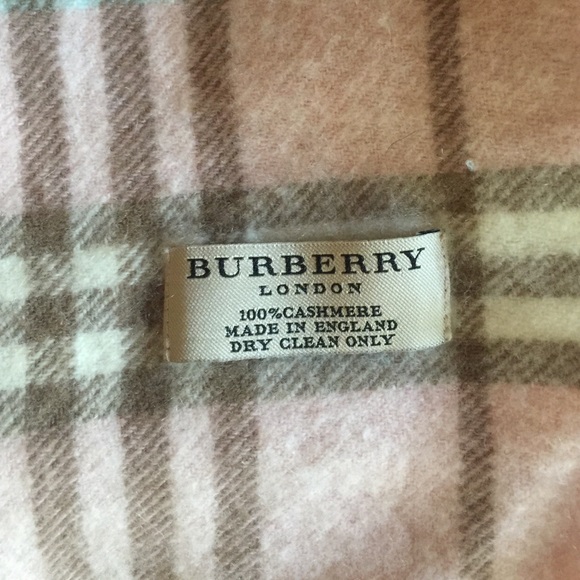 BURBERRY
LONDON
100%CASHMERE
MADE IN ENGLAND
DRY CLEAN ONLY